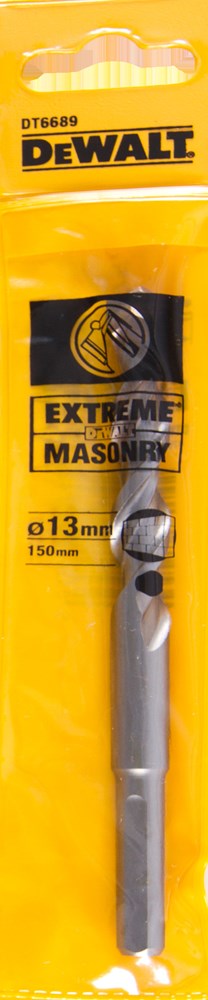 DT6689
DEWALT®
EXTREME®
DEWALT
MASONRY
ø13mm
150mm